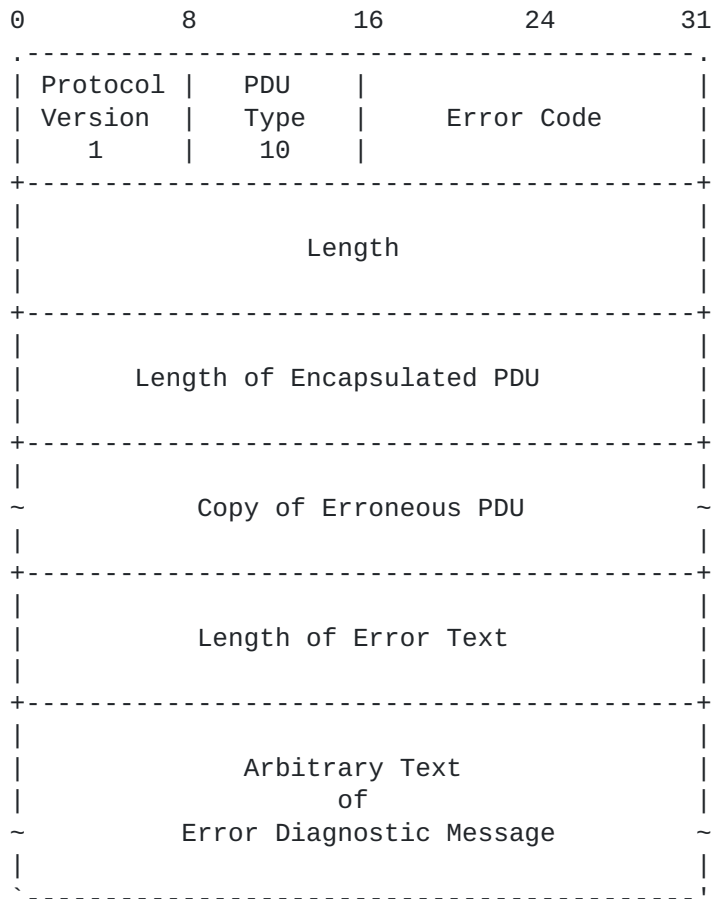 0          8          16         24        31
.-------------------------------------------.
| Protocol |   PDU    |                     |
| Version  |   Type   |     Error Code      |
|    1     |    10    |                     |
+-------------------------------------------+
|                                           |
|                  Length                   |
|                                           |
+-------------------------------------------+
|                                           |
|       Length of Encapsulated PDU          |
|                                           |
+-------------------------------------------+
|                                           |
~           Copy of Erroneous PDU           ~
|                                           |
+-------------------------------------------+
|                                           |
|           Length of Error Text            |
|                                           |
+-------------------------------------------+
|                                           |
|              Arbitrary Text               |
|                    of                     |
~          Error Diagnostic Message         ~
|                                           |
`-------------------------------------------'